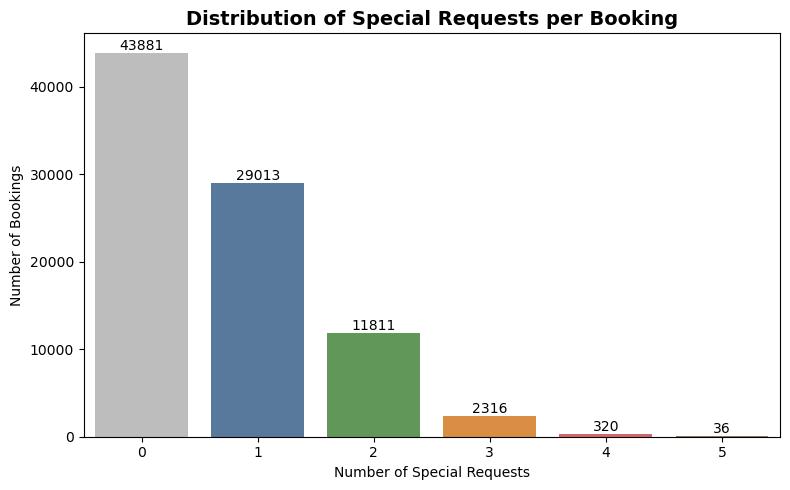 Distribution of Special Requests per Booking
43881
29013
11811
2316
320
36
40000
30000
20000
10000
0
Number of Bookings
0 1 2 3 4 5
Number of Special Requests